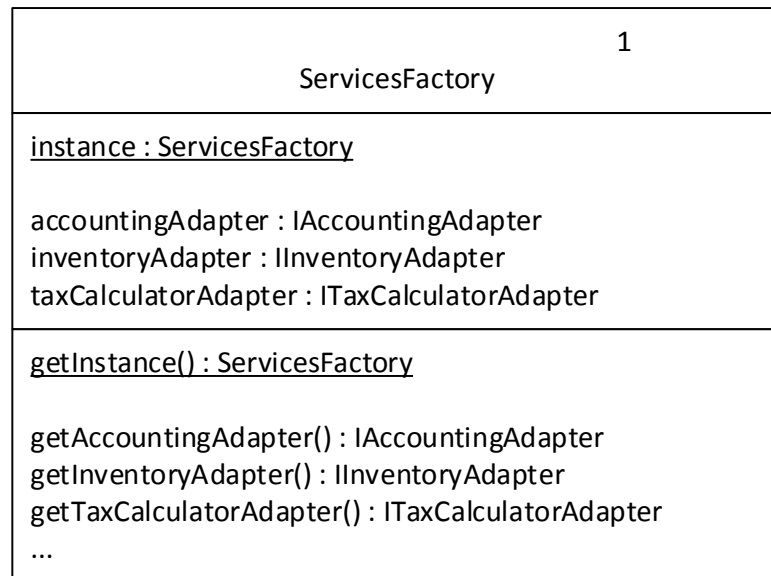 1
ServicesFactory
instance : ServicesFactory
accountingAdapter : IAccountingAdapter
inventoryAdapter : IInventoryAdapter
taxCalculatorAdapter : ITaxCalculatorAdapter
getInstance() : ServicesFactory
getAccountingAdapter() : IAccountingAdapter
getInventoryAdapter() : IInventoryAdapter
getTaxCalculatorAdapter() : ITaxCalculatorAdapter
...